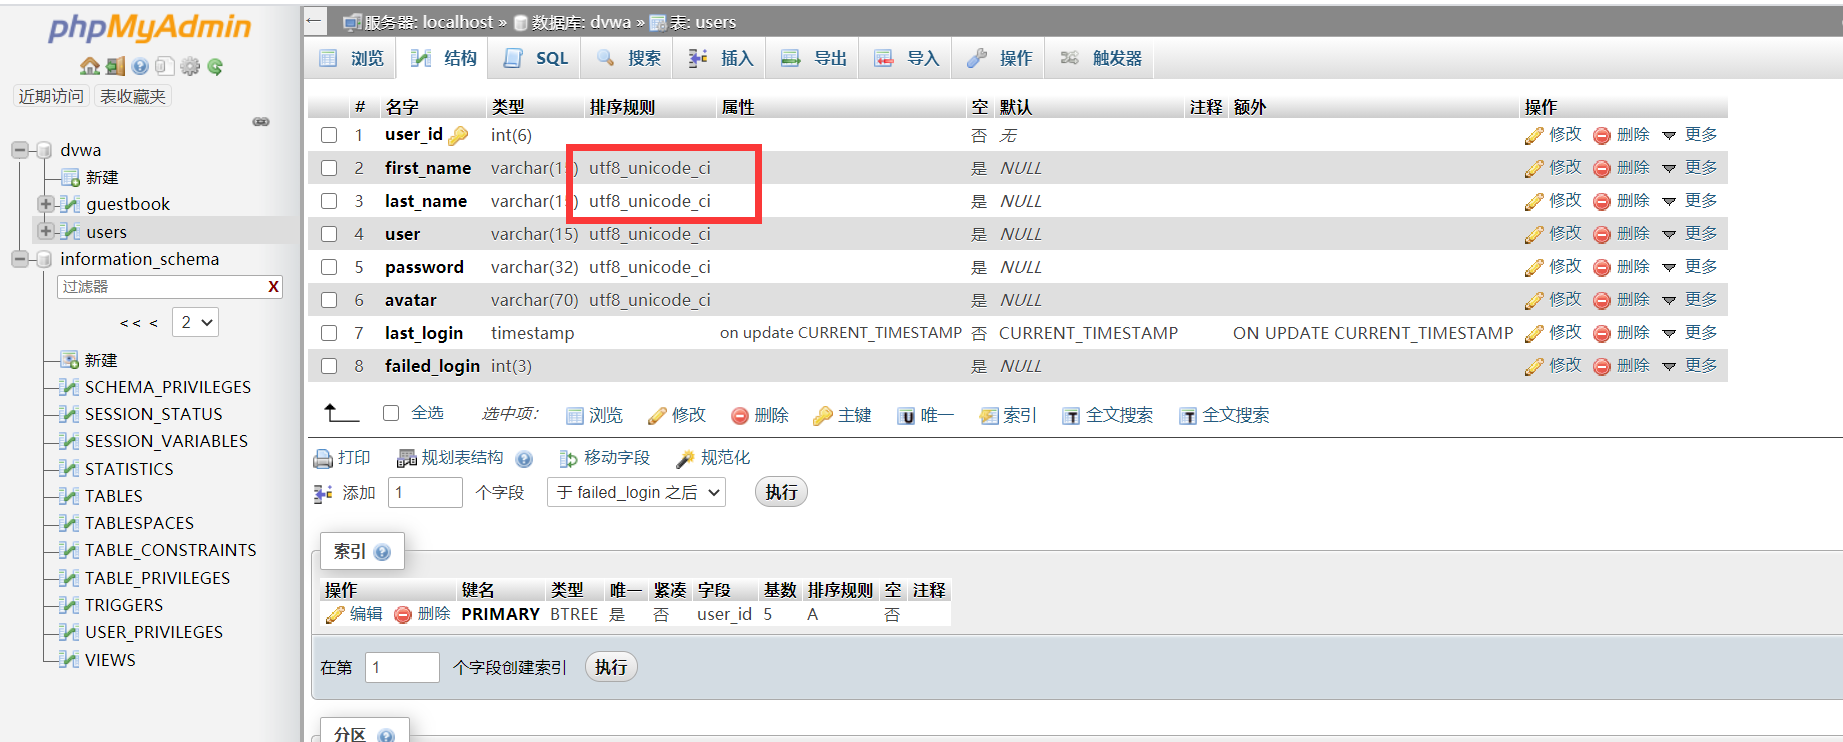 phpMyAdmin
近期访问 表收藏夹
dvwa
新建
guestbook
users
information_schema
过滤器 X
<< < 2
新建
SCHEMA_PRIVILEGES
SESSION_STATUS
SESSION_VARIABLES
STATISTICS
TABLES
TABLESPACES
TABLE_CONSTRAINTS
TABLE_PRIVILEGES
TRIGGERS
USER_PRIVILEGES
VIEWS
服务器: localhost » 数据库: dvwa » 表: users
浏览 结构 SQL 搜索 插入 导出 导入 操作 触发器
# 名字 类型 排序规则 属性 空 默认 注释 额外 操作
1 user_id int(6) 否 无 修改 删除 更多
2 first_name varchar(15) utf8_unicode_ci 是 NULL 修改 删除 更多
3 last_name varchar(15) utf8_unicode_ci 是 NULL 修改 删除 更多
4 user varchar(15) utf8_unicode_ci 是 NULL 修改 删除 更多
5 password varchar(32) utf8_unicode_ci 是 NULL 修改 删除 更多
6 avatar varchar(70) utf8_unicode_ci 是 NULL 修改 删除 更多
7 last_login timestamp on update CURRENT_TIMESTAMP 否 CURRENT_TIMESTAMP ON UPDATE CURRENT_TIMESTAMP 修改 删除 更多
8 failed_login int(3) 是 NULL 修改 删除 更多
全选 选中项: 浏览 修改 删除 主键 唯一 索引 全文搜索 全文搜索
打印 规划表结构 移动字段 规范化
添加 1 个字段 于 failed_login 之后 执行
索引
操作 键名 类型 唯一 紧凑 字段 基数 排序规则 空 注释
编辑 删除 PRIMARY BTREE 是 否 user_id 5 A 否
在第 1 个字段创建索引 执行
分区